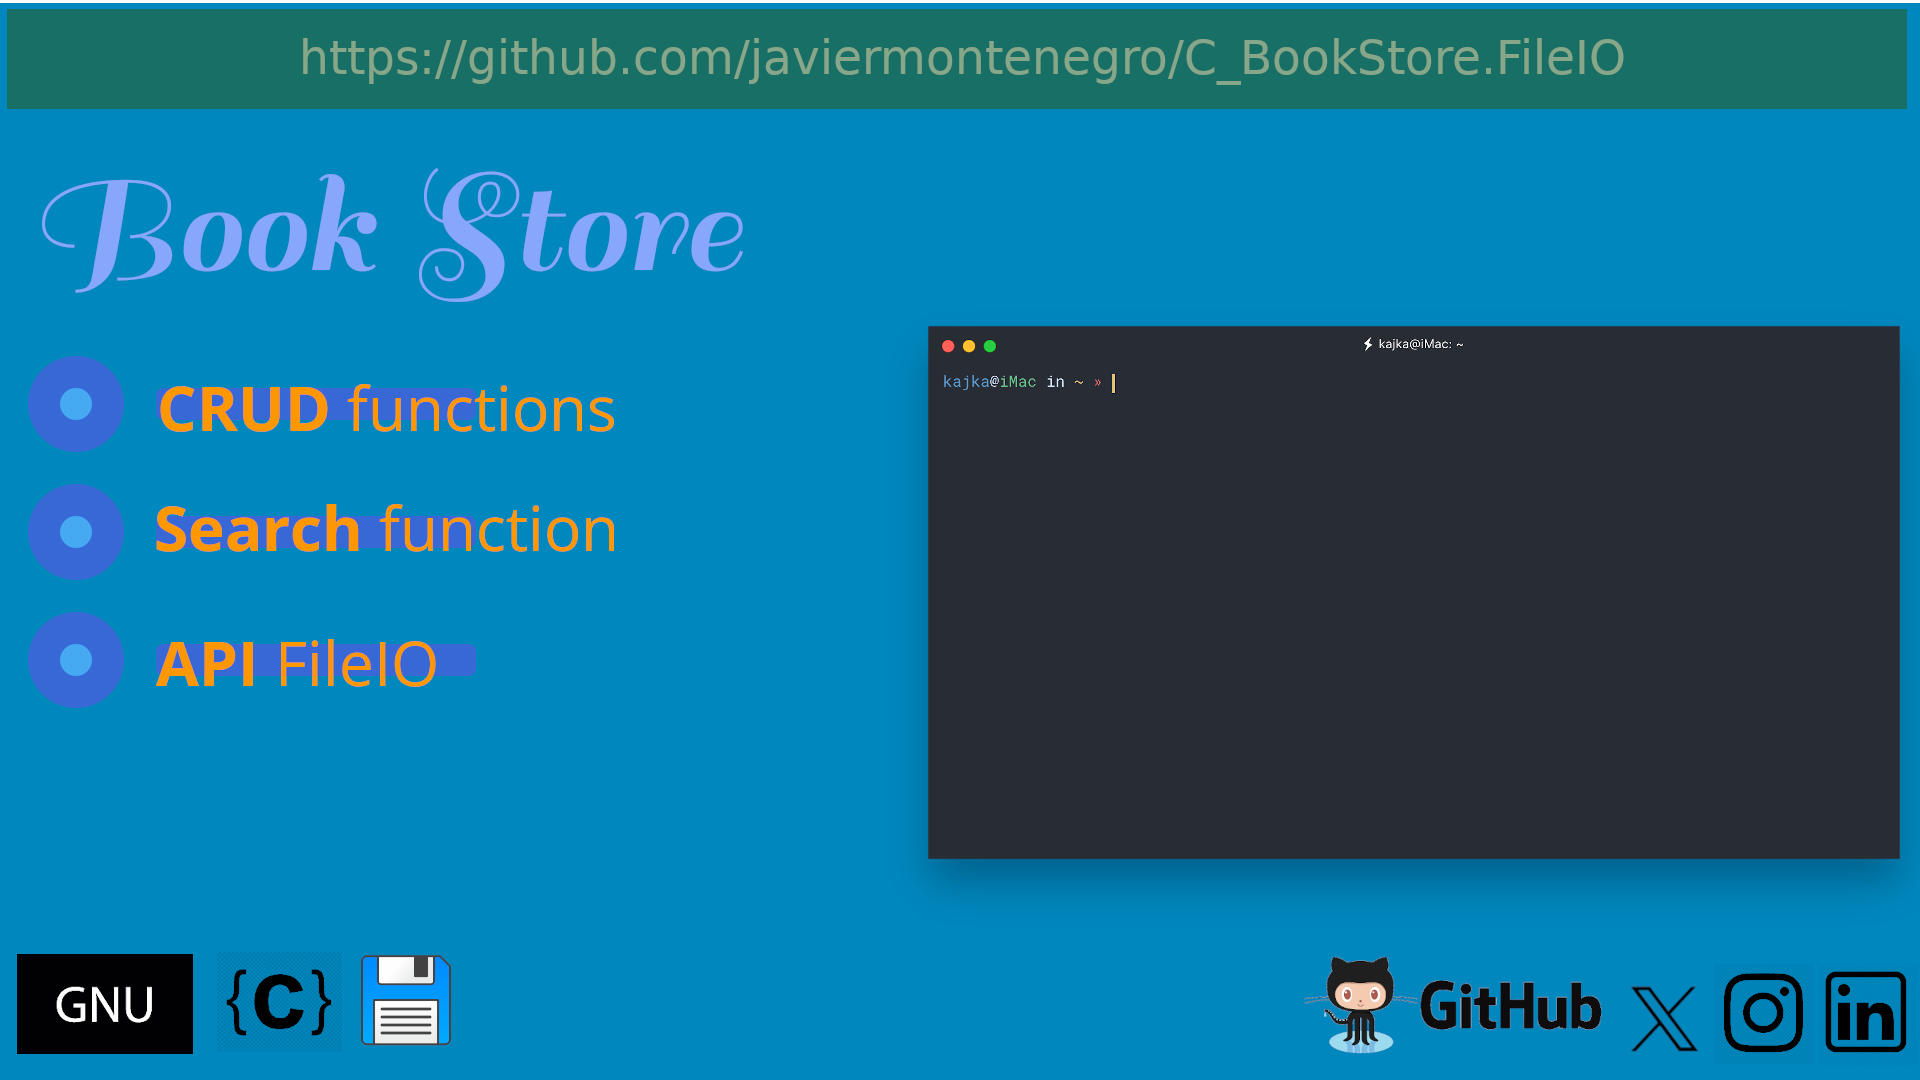 https://github.com/javiermontenegro/C_BookStore.FileIO
Book Store
CRUD functions
Search function
API FileIO
kajka@iMac: ~
kajka@iMac in ~ »
GNU
{C}
GitHub
X
in